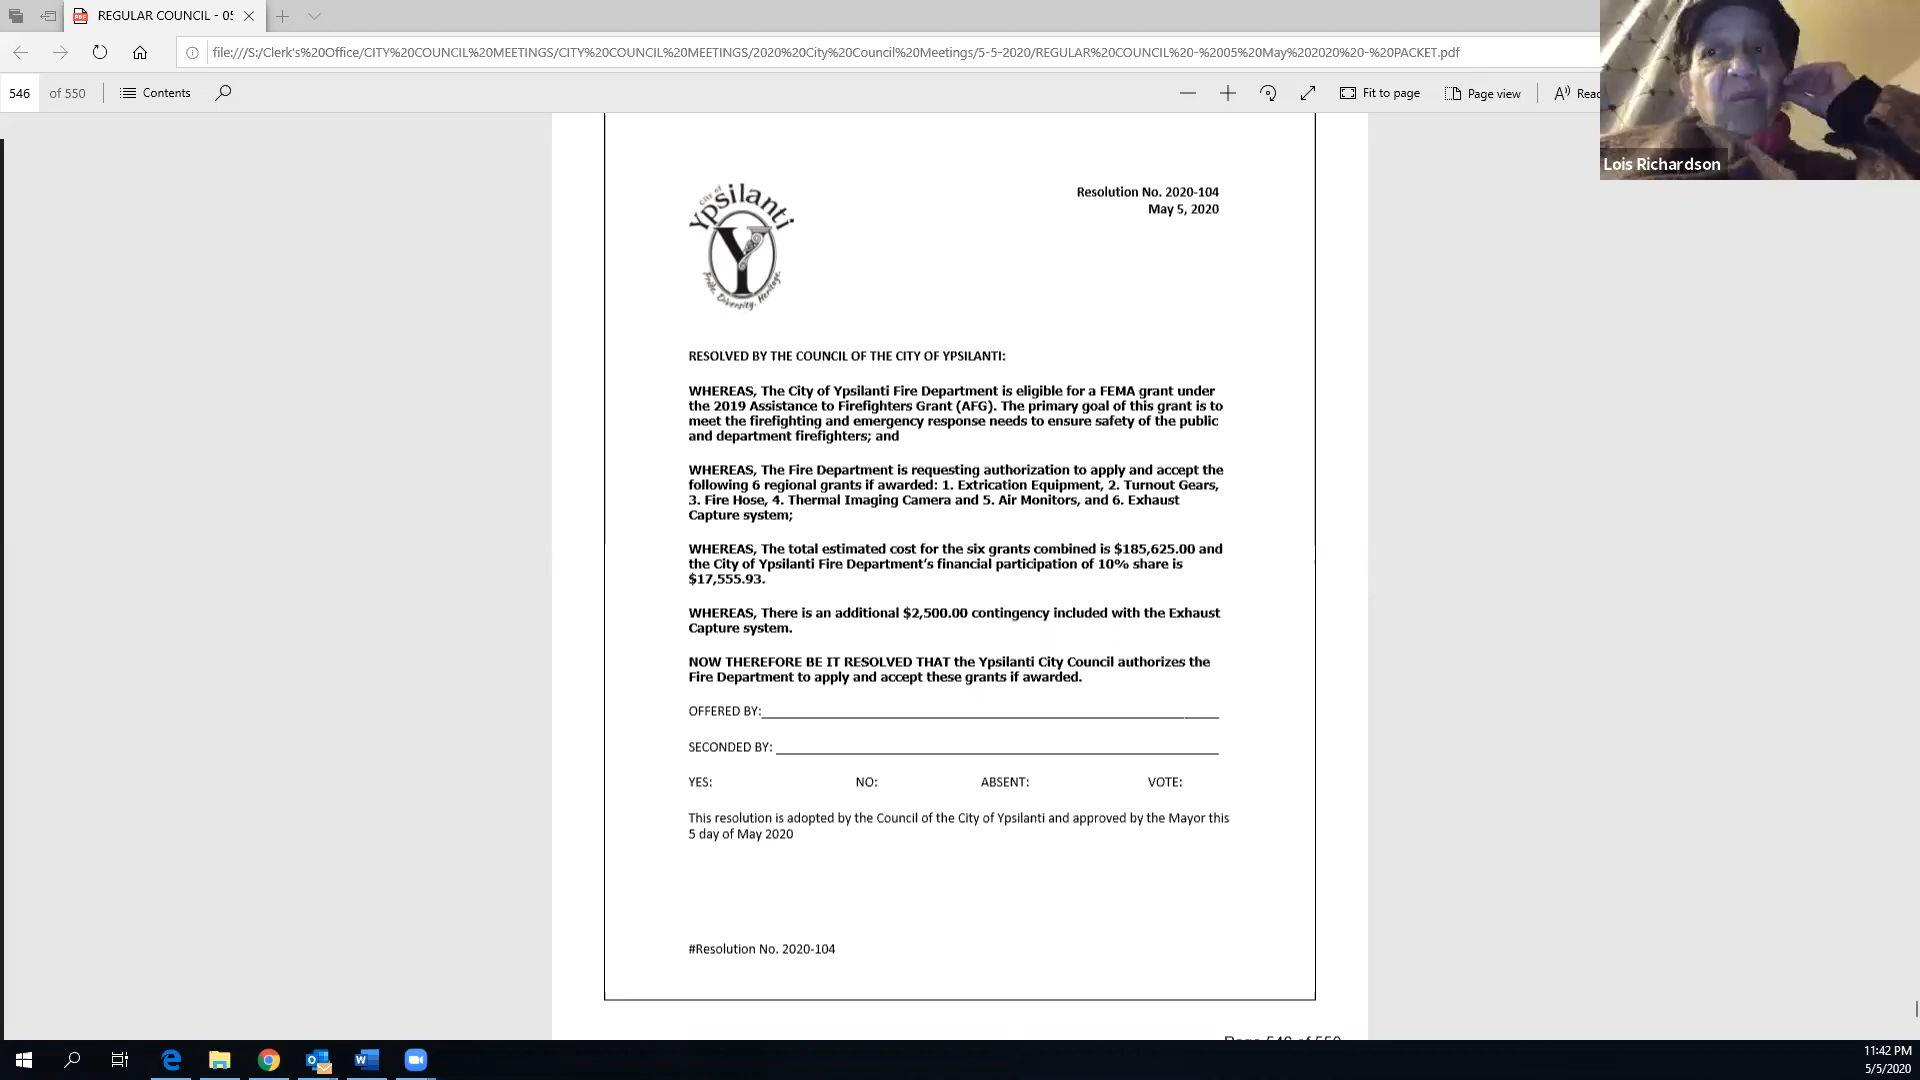 REGULAR COUNCIL - 05
file:///S:/Clerk's%20Office/CITY%20COUNCIL%20MEETINGS/CITY%20COUNCIL%20MEETINGS/2020%20City%20Council%20Meetings/5-5-2020/REGULAR%20COUNCIL%20-%2005%20May%202020%20-%20PACKET.pdf
546 of 550 Contents Fit to page Page view Read
Lois Richardson
City of
Ypsilanti
Y
Pride. Diversity. Heritage.
Resolution No. 2020-104
May 5, 2020
RESOLVED BY THE COUNCIL OF THE CITY OF YPSILANTI:
WHEREAS, The City of Ypsilanti Fire Department is eligible for a FEMA grant under
the 2019 Assistance to Firefighters Grant (AFG). The primary goal of this grant is to
meet the firefighting and emergency response needs to ensure safety of the public
and department firefighters; and
WHEREAS, The Fire Department is requesting authorization to apply and accept the
following 6 regional grants if awarded: 1. Extrication Equipment, 2. Turnout Gears,
3. Fire Hose, 4. Thermal Imaging Camera and 5. Air Monitors, and 6. Exhaust
Capture system;
WHEREAS, The total estimated cost for the six grants combined is $185,625.00 and
the City of Ypsilanti Fire Department's financial participation of 10% share is
$17,555.93.
WHEREAS, There is an additional $2,500.00 contingency included with the Exhaust
Capture system.
NOW THEREFORE BE IT RESOLVED THAT the Ypsilanti City Council authorizes the
Fire Department to apply and accept these grants if awarded.
OFFERED BY:
SECONDED BY:
YES: NO: ABSENT: VOTE:
This resolution is adopted by the Council of the City of Ypsilanti and approved by the Mayor this
5 day of May 2020
#Resolution No. 2020-104
Page 546 of 550
11:42 PM
5/5/2020